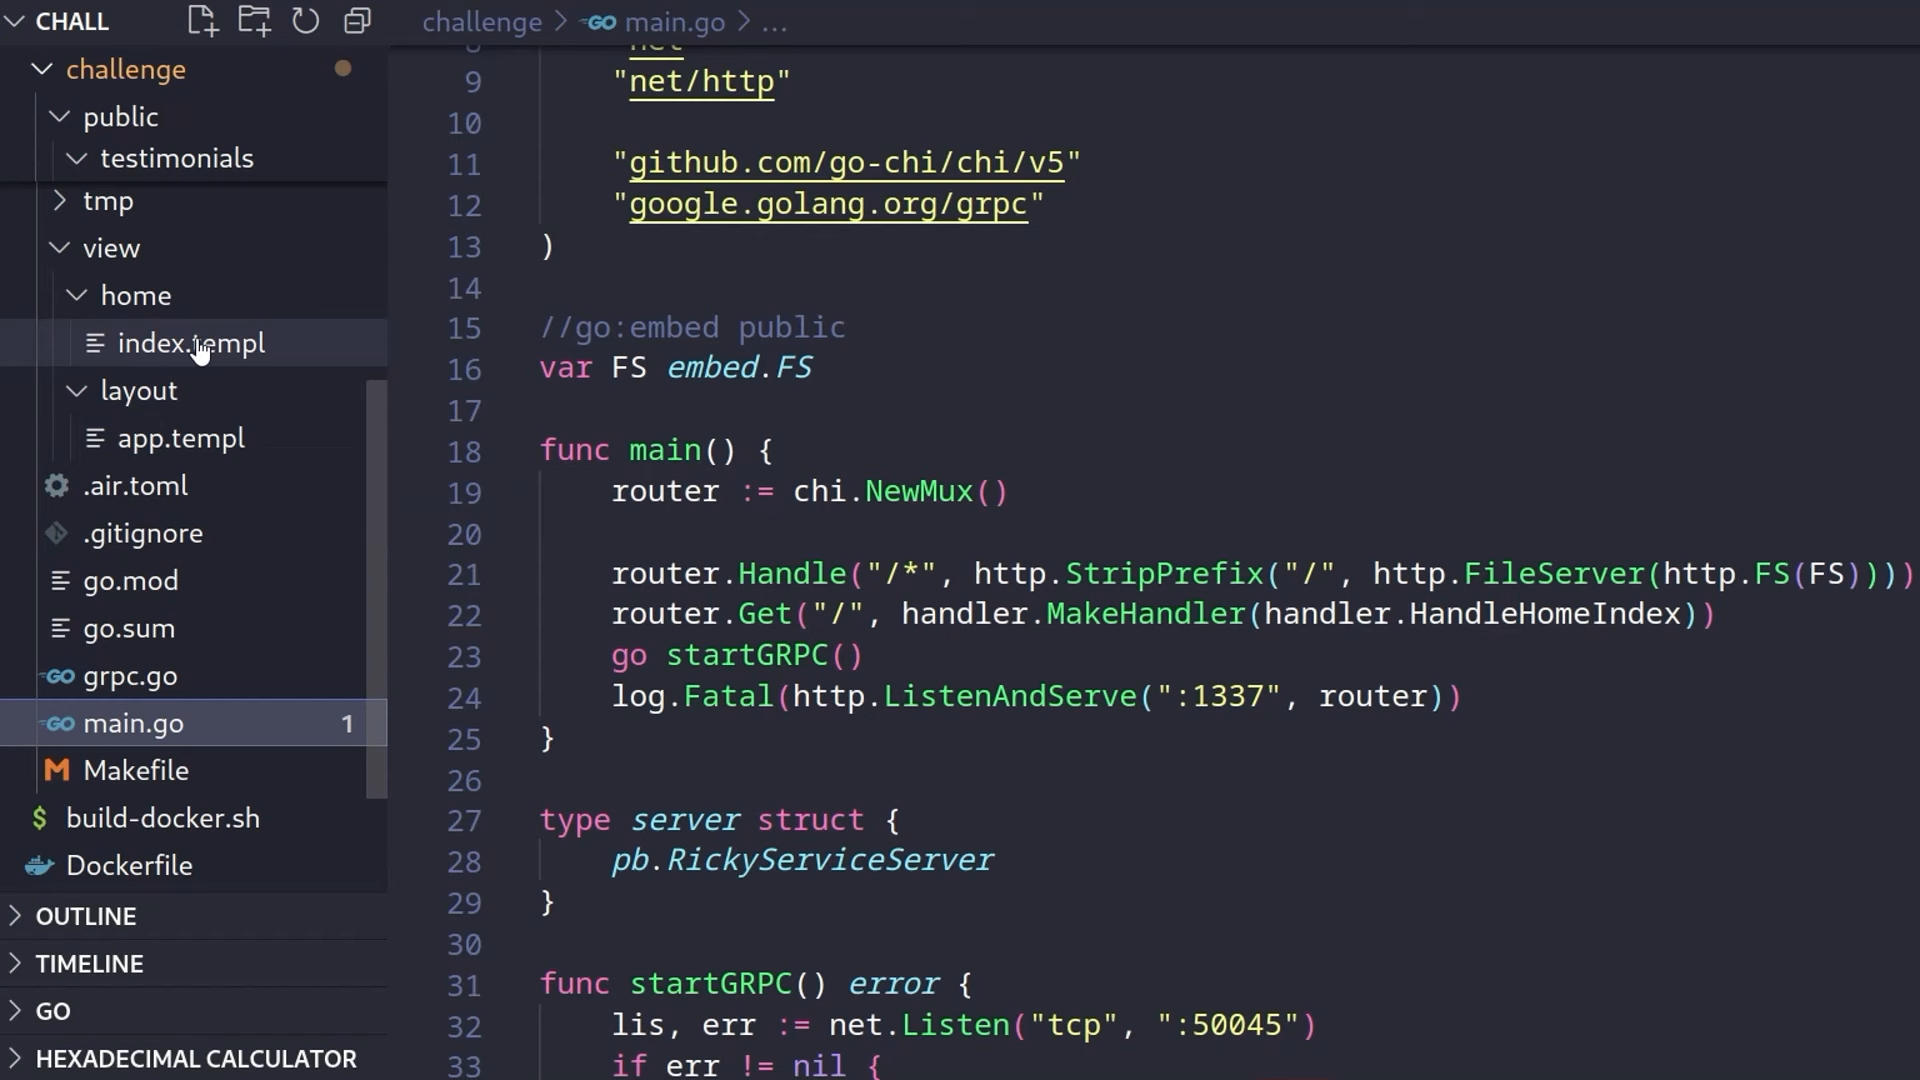 CHALL
challenge
public
testimonials
tmp
view
home
index.templ
layout
app.templ
.air.toml
.gitignore
go.mod
go.sum
GO grpc.go
GO main.go 1
M Makefile
$ build-docker.sh
Dockerfile
OUTLINE
TIMELINE
GO
HEXADECIMAL CALCULATOR
challenge > GO main.go > ...
8 "net"
9 "net/http"
10
11 "github.com/go-chi/chi/v5"
12 "google.golang.org/grpc"
13 )
14
15 //go:embed public
16 var FS embed.FS
17
18 func main() {
19 router := chi.NewMux()
20
21 router.Handle("/*", http.StripPrefix("/", http.FileServer(http.FS(FS))))
22 router.Get("/", handler.MakeHandler(handler.HandleHomeIndex))
23 go startGRPC()
24 log.Fatal(http.ListenAndServe(":1337", router))
25 }
26
27 type server struct {
28 pb.RickyServiceServer
29 }
30
31 func startGRPC() error {
32 lis, err := net.Listen("tcp", ":50045")
33 if err != nil {